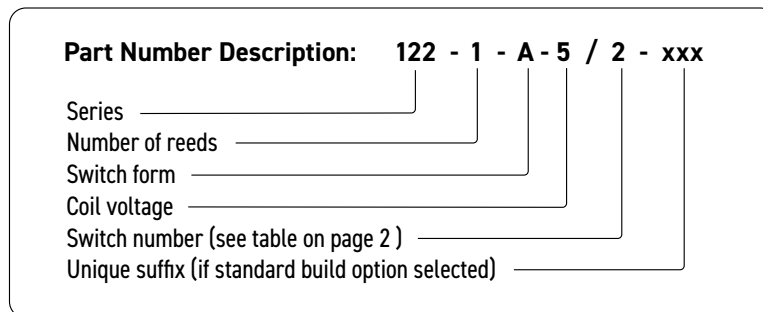 Part Number Description: 122 - 1 - A - 5 / 2 - xxx
Series
Number of reeds
Switch form
Coil voltage
Switch number (see table on page 2 )
Unique suffix (if standard build option selected)